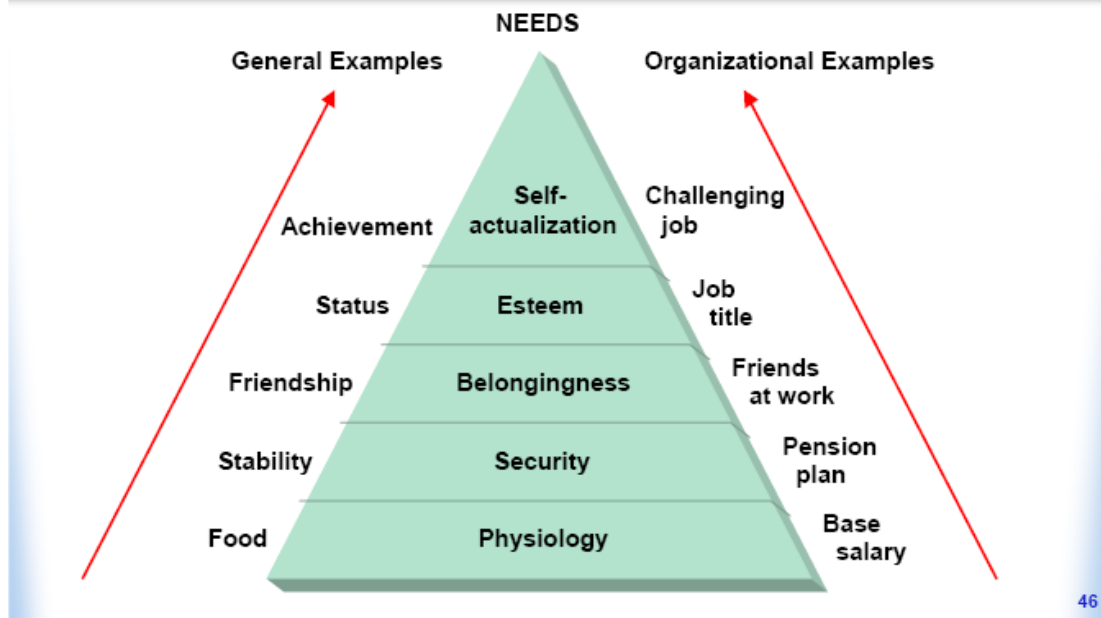 NEEDS
General Examples
Organizational Examples
Self-
actualization
Achievement
Challenging
job
Status
Esteem
Job
title
Friendship
Belongingness
Friends
at work
Stability
Security
Pension
plan
Food
Physiology
Base
salary
46